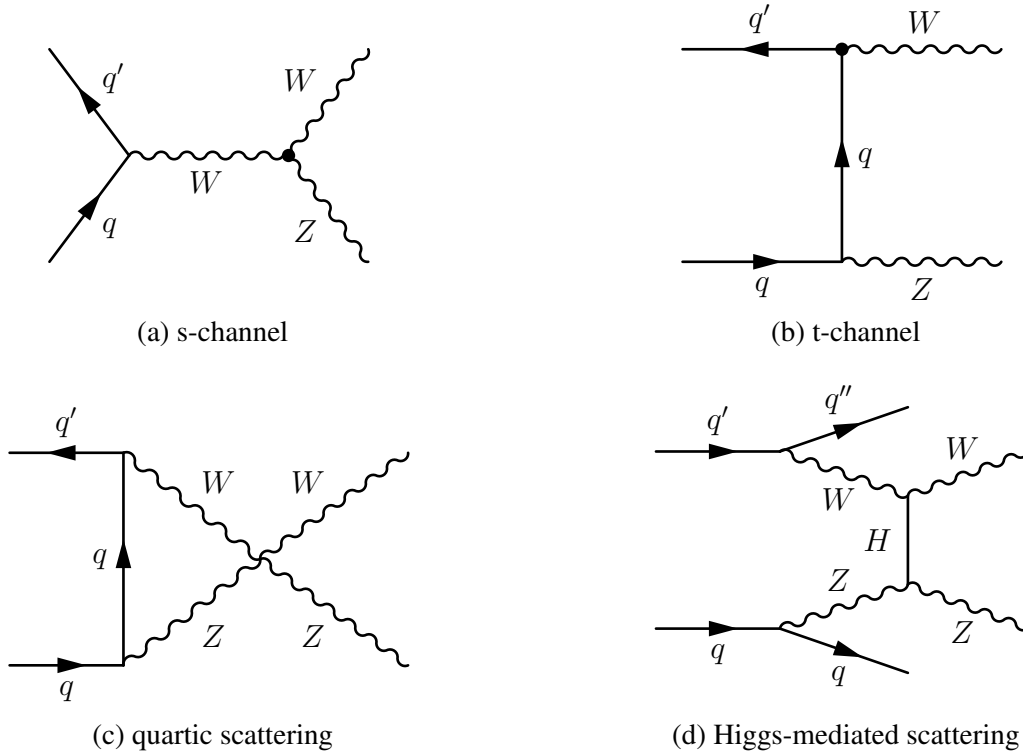 q′
W
W
q
Z
(a) s-channel
q′
W
q
q
Z
(b) t-channel
q′
W
W
q
Z
Z
q
(c) quartic scattering
q″
q′
W
W
H
Z
Z
q
q
(d) Higgs-mediated scattering